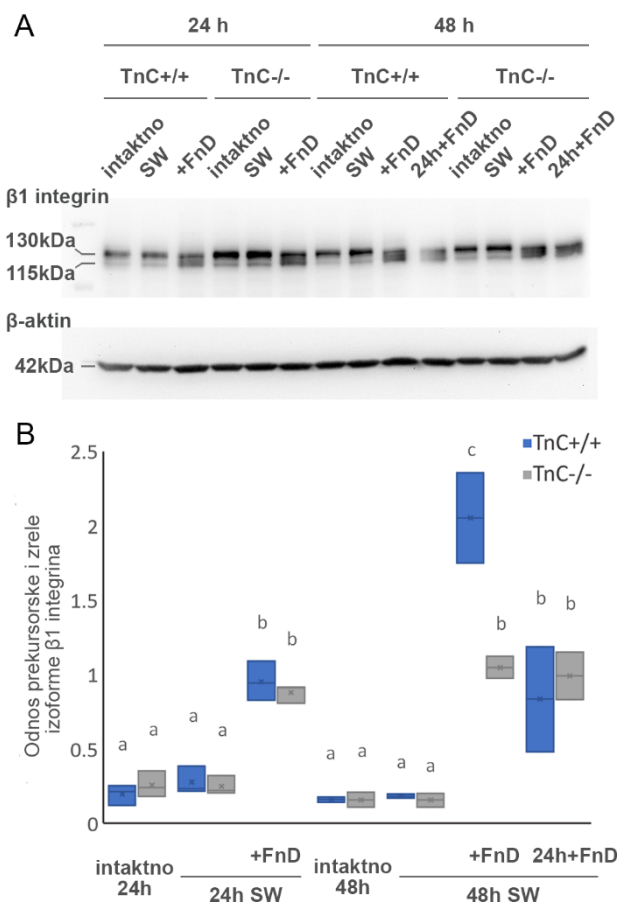 A
24 h 48 h
TnC+/+ TnC-/- TnC+/+ TnC-/-
intaktno SW +FnD intaktno SW +FnD intaktno SW +FnD 24h+FnD intaktno SW +FnD 24h+FnD
β1 integrin
130kDa
115kDa
β-aktin
42kDa
B
Odnos prekursorske i zrele
izoforme β1 integrina
2.5
2
1.5
1
0.5
0
TnC+/+
TnC-/-
a a a a b b a a a a c b b b
+FnD +FnD 24h+FnD
intaktno
24h
24h SW
intaktno
48h
48h SW